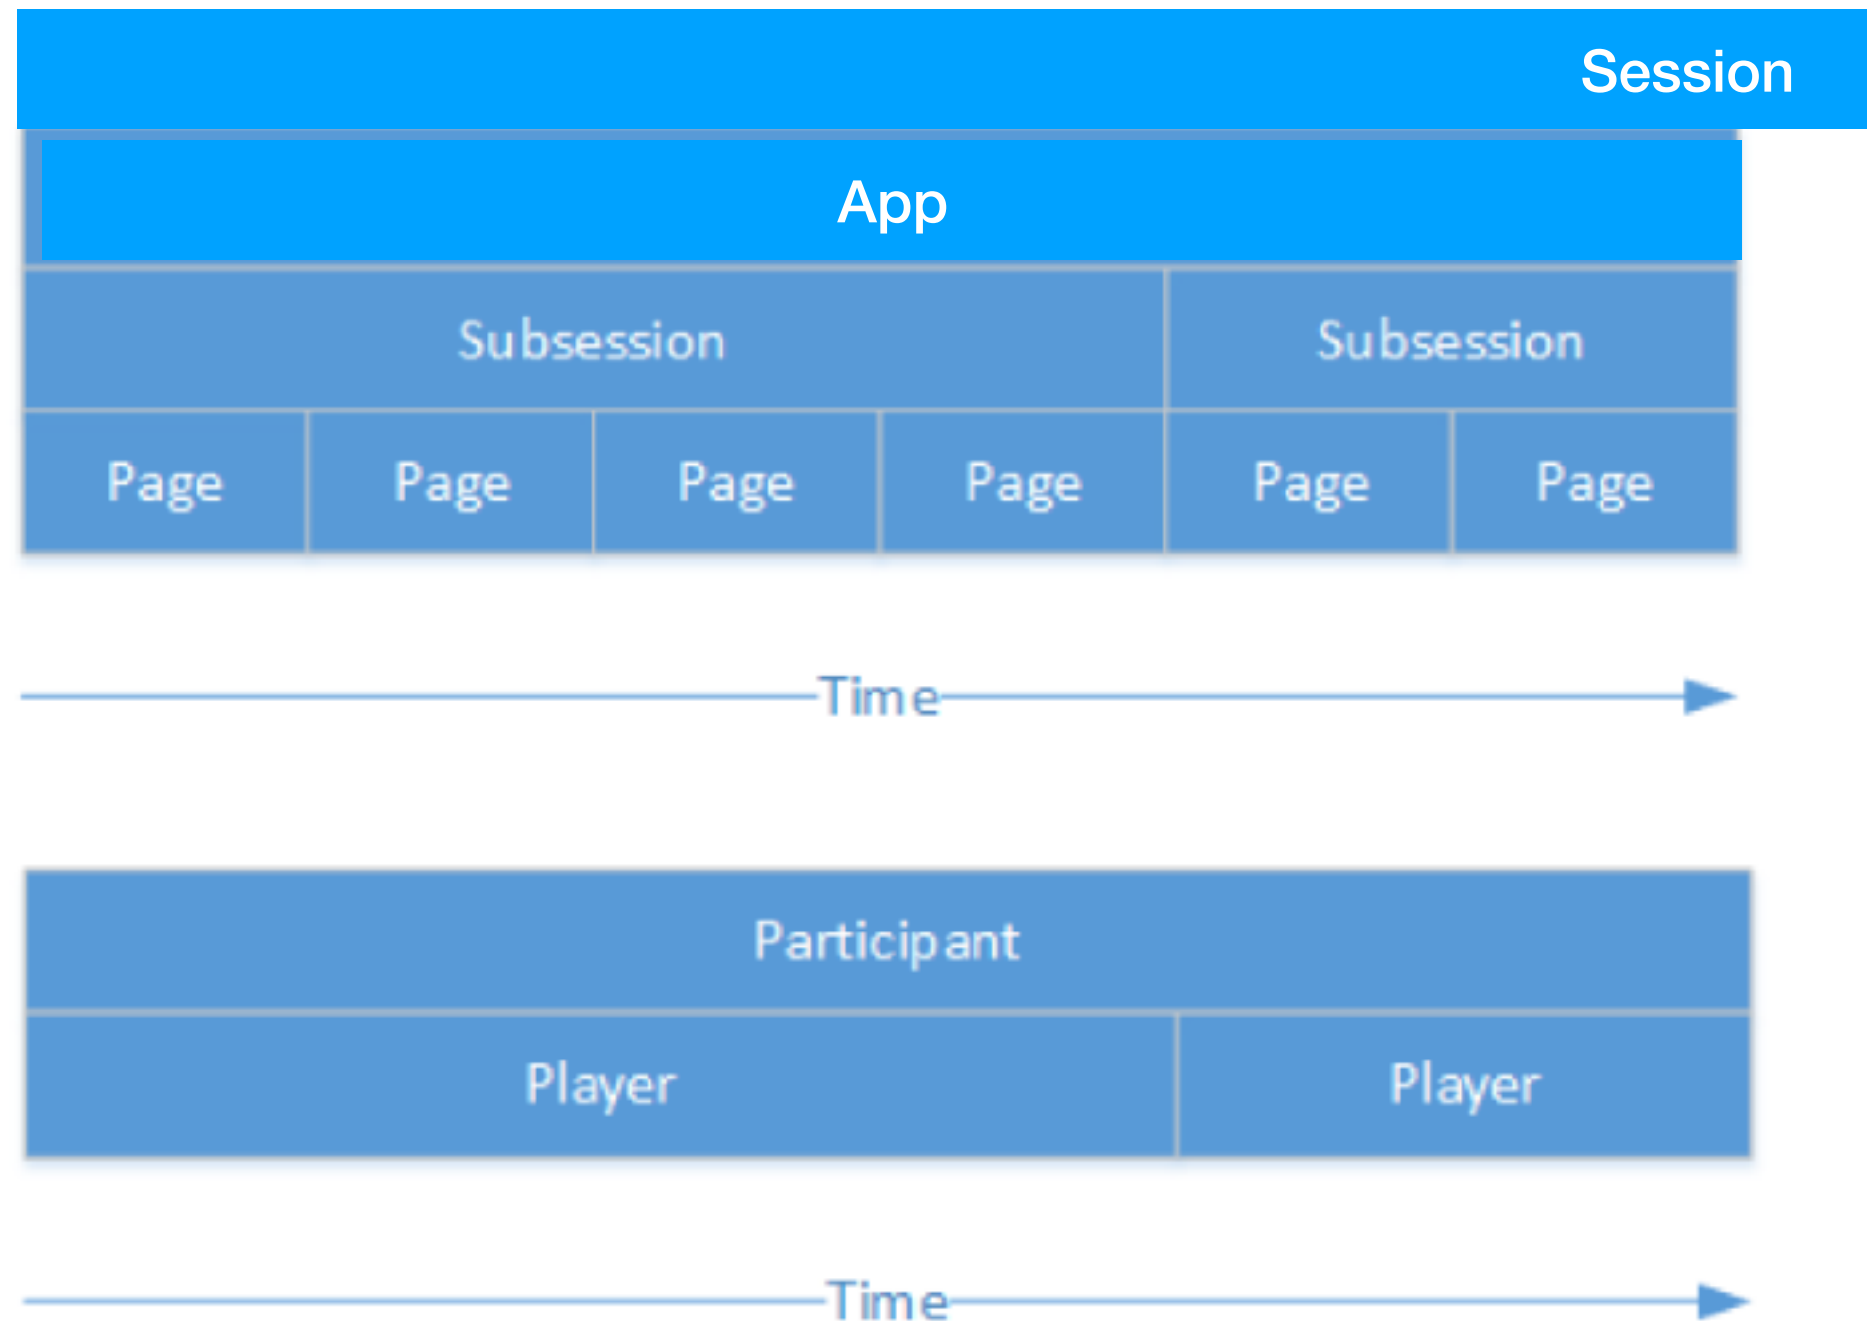 Session
App
Subsession Subsession
Page Page Page Page Page Page
Time
Participant
Player Player
Time